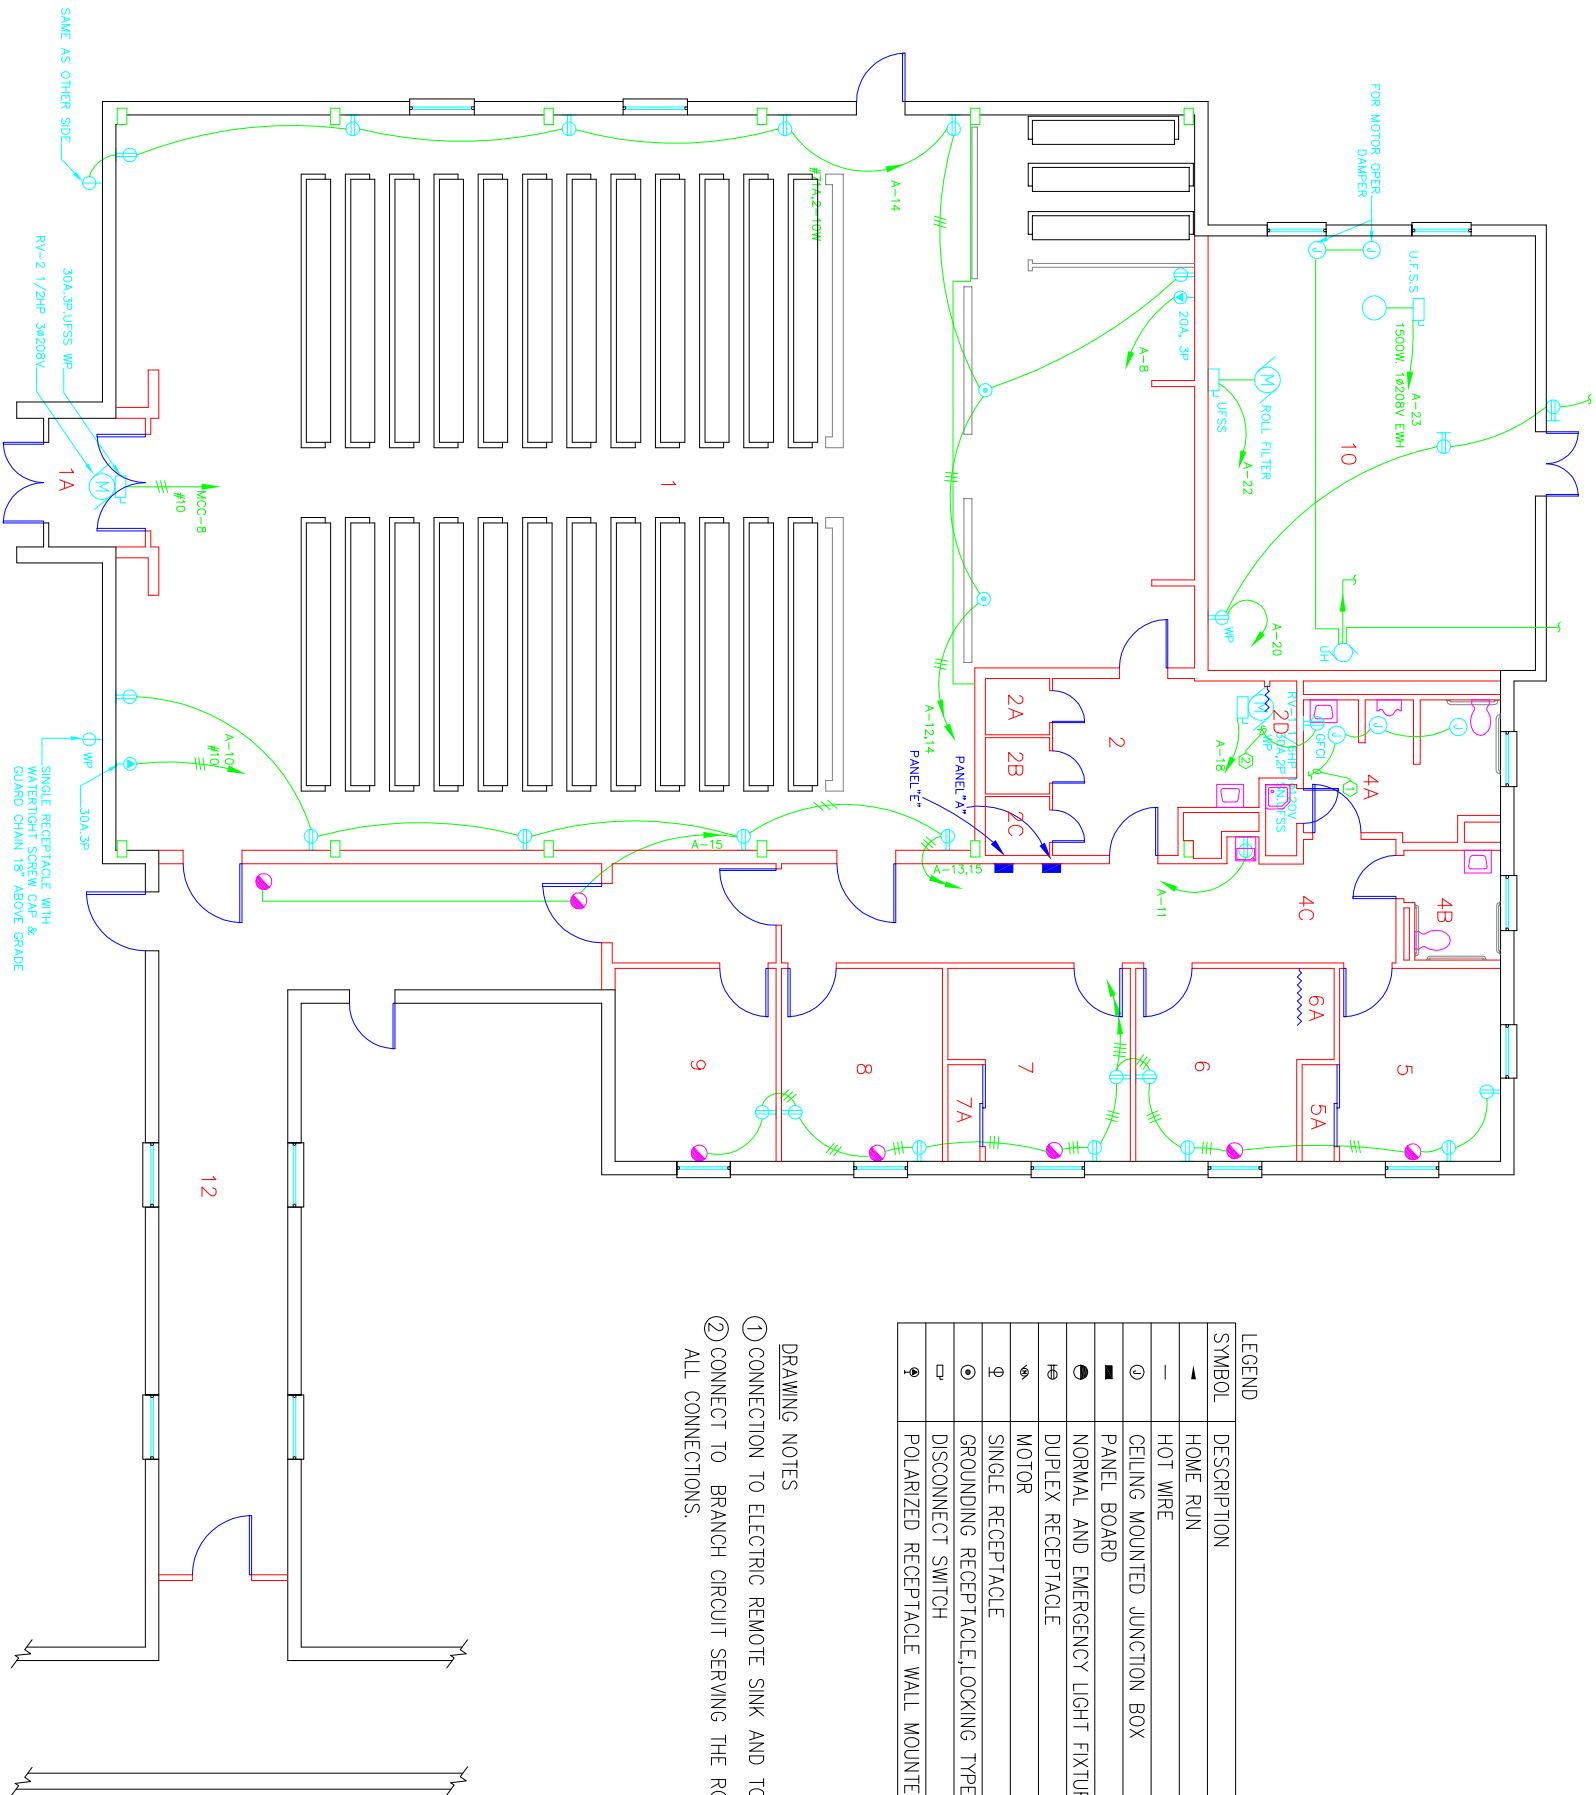 SAME AS OTHER SIDE
RV-2 1/2HP 3ø208V
30A.3P.UFSS WP
1A
MCC-8
#10
1
#71A,2-10W
A-14
FOR MOTOR OPER
DAMPER
U.F.S.S
1500W. 1ø208V EWH
A-23
20A, 3P
A-8
UFSS
ROLL FILTER
A-22
10
WP
A-20
UH
A-10
#10
WP
30A.3P
SINGLE RECEPTACLE WITH
WATERTIGHT SCREW CAP &
GUARD CHAIN 18" ABOVE GRADE
A-12,14
PANEL"A"
PANEL"E"
2A
2B
2C
2
2D
GFCI
A-18
2
1
4A
4B
4C
A-11
A-13,15
A-15
5
5A
6
6A
7
7A
8
9
12
LEGEND
SYMBOL DESCRIPTION
HOME RUN
HOT WIRE
J CEILING MOUNTED JUNCTION BOX
PANEL BOARD
NORMAL AND EMERGENCY LIGHT FIXTUR
DUPLEX RECEPTACLE
M MOTOR
SINGLE RECEPTACLE
GROUNDING RECEPTACLE,LOCKING TYPE
DISCONNECT SWITCH
POLARIZED RECEPTACLE WALL MOUNTE
DRAWING NOTES
1 CONNECTION TO ELECTRIC REMOTE SINK AND TO
2 CONNECT TO BRANCH CIRCUIT SERVING THE RO
ALL CONNECTIONS.